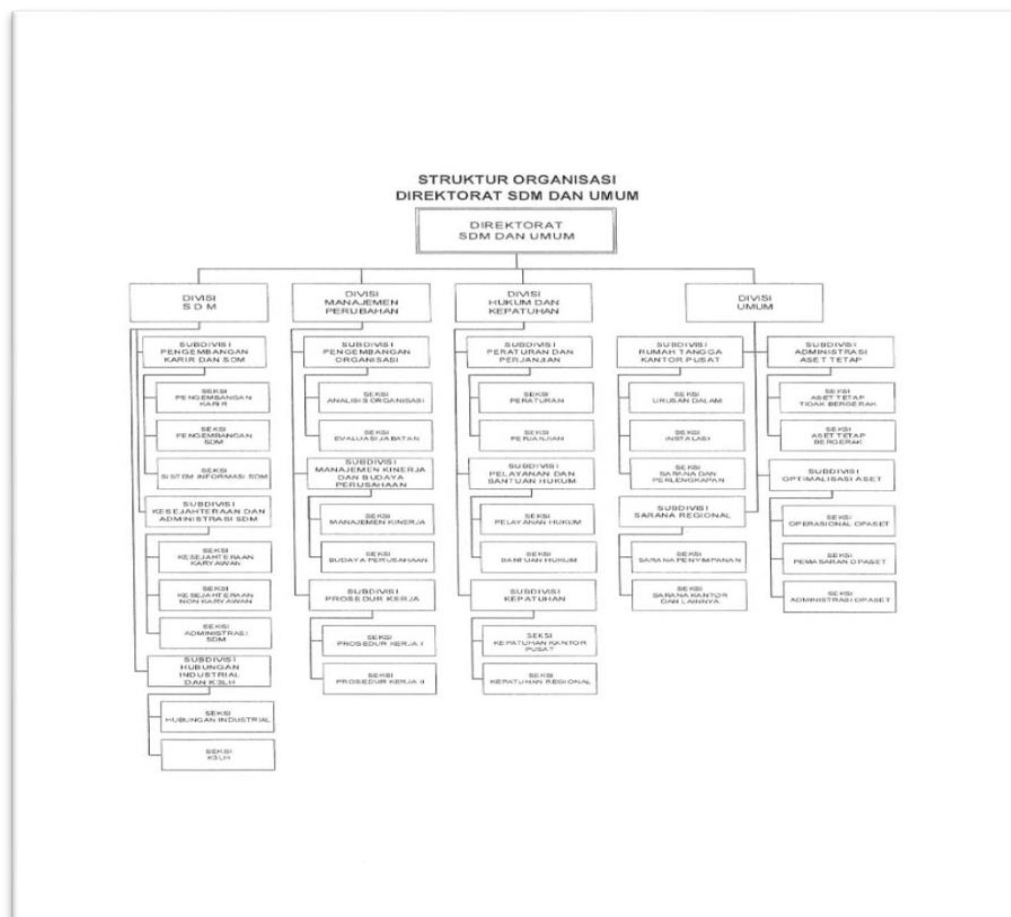 STRUKTUR ORGANISASI
DIREKTORAT SDM DAN UMUM
DIREKTORAT
SDM DAN UMUM
DIVISI
S D M
SUBDIVISI
PENGEMBANGAN
KARIR DAN SDM
SEKSI
PENGEMBANGAN
KARIR
SEKSI
PENGEMBANGAN
SDM
SEKSI
SISTEM INFORMASI SDM
SUBDIVISI
KESEJAHTERAAN DAN
ADMINISTRASI SDM
SEKSI
KESEJAHTERAAN
KARYAWAN
SEKSI
KESEJAHTERAAN
NON KARYAWAN
SEKSI
ADMINISTRASI
SDM
SUBDIVISI
HUBUNGAN
INDUSTRIAL
DAN K3LH
SEKSI
HUBUNGAN INDUSTRIAL
SEKSI
K3LH
DIVISI
MANAJEMEN
PERUBAHAN
SUBDIVISI
PENGEMBANGAN
ORGANISASI
SEKSI
ANALISIS ORGANISASI
SEKSI
EVALUASI JABATAN
SUBDIVISI
MANAJEMEN KINERJA
DAN BUDAYA
PERUSAHAAN
SEKSI
MANAJEMEN KINERJA
SEKSI
BUDAYA PERUSAHAAN
SUBDIVISI
PROSEDUR KERJA
SEKSI
PROSEDUR KERJA I
SEKSI
PROSEDUR KERJA II
DIVISI
HUKUM DAN
KEPATUHAN
SUBDIVISI
PERATURAN DAN
PERJANJIAN
SEKSI
PERATURAN
SEKSI
PERJANJIAN
SUBDIVISI
PELAYANAN DAN
BANTUAN HUKUM
SEKSI
PELAYANAN HUKUM
SEKSI
BANTUAN HUKUM
SUBDIVISI
KEPATUHAN
SEKSI
KEPATUHAN KANTOR
PUSAT
SEKSI
KEPATUHAN REGIONAL
DIVISI
UMUM
SUBDIVISI
RUMAH TANGGA
KANTOR PUSAT
SEKSI
URUSAN DALAM
SEKSI
INSTALASI
SEKSI
SARANA DAN
PERLENGKAPAN
SUBDIVISI
SARANA REGIONAL
SEKSI
SARANA PENYIMPANAN
SEKSI
SARANA KANTOR
DAN LAINNYA
SUBDIVISI
ADMINISTRASI
ASET TETAP
SEKSI
ASET TETAP
TIDAK BERGERAK
SEKSI
ASET TETAP
BERGERAK
SUBDIVISI
OPTIMALISASI ASET
SEKSI
OPERASIONAL OPASET
SEKSI
PEMASARAN OPASET
SEKSI
ADMINISTRASI OPASET